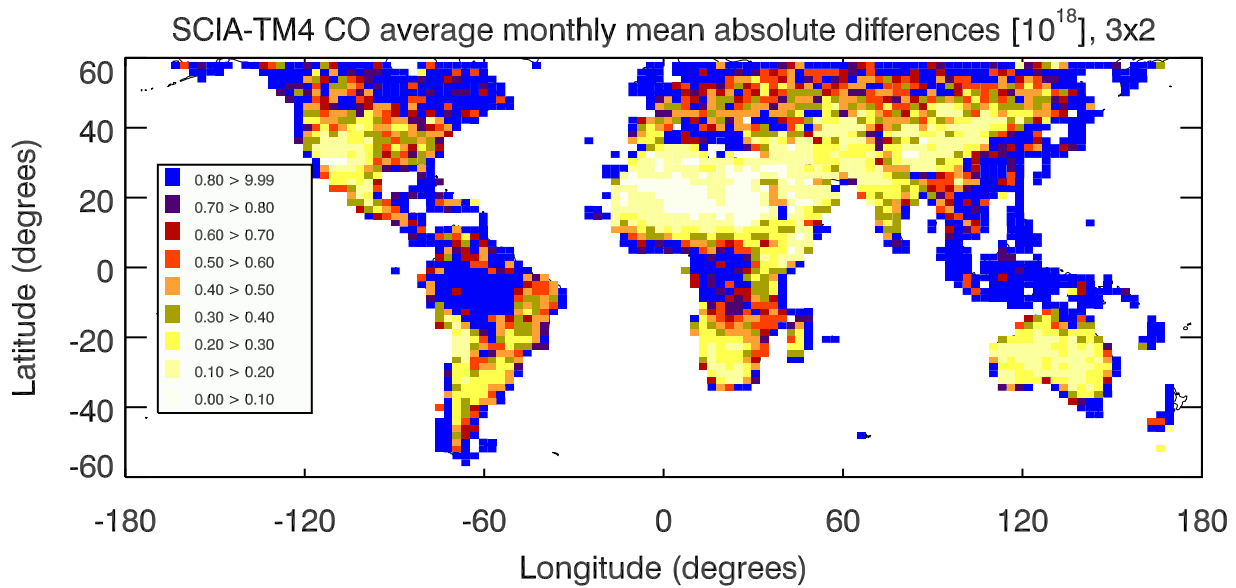 SCIA-TM4 CO average monthly mean absolute differences [10^18], 3x2
60
40
20
0
-20
-40
-60
Latitude (degrees)
0.80 > 9.99
0.70 > 0.80
0.60 > 0.70
0.50 > 0.60
0.40 > 0.50
0.30 > 0.40
0.20 > 0.30
0.10 > 0.20
0.00 > 0.10
-180 -120 -60 0 60 120 180
Longitude (degrees)